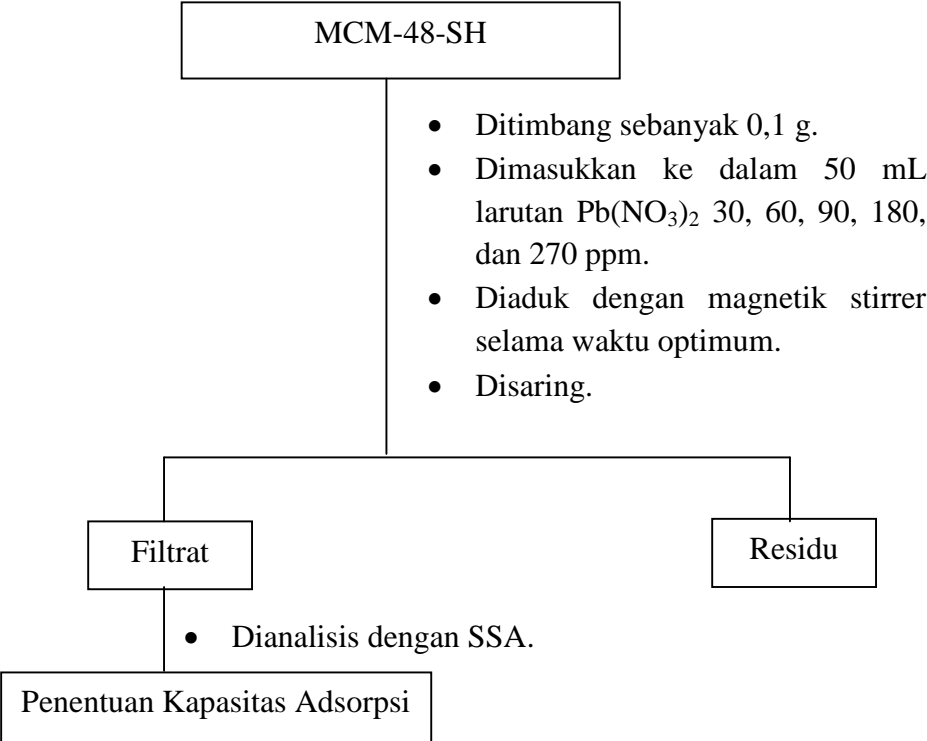 MCM-48-SH
• Ditimbang sebanyak 0,1 g.
• Dimasukkan ke dalam 50 mL
larutan Pb(NO₃)₂ 30, 60, 90, 180,
dan 270 ppm.
• Diaduk dengan magnetik stirrer
selama waktu optimum.
• Disaring.
Filtrat
Residu
• Dianalisis dengan SSA.
Penentuan Kapasitas Adsorpsi